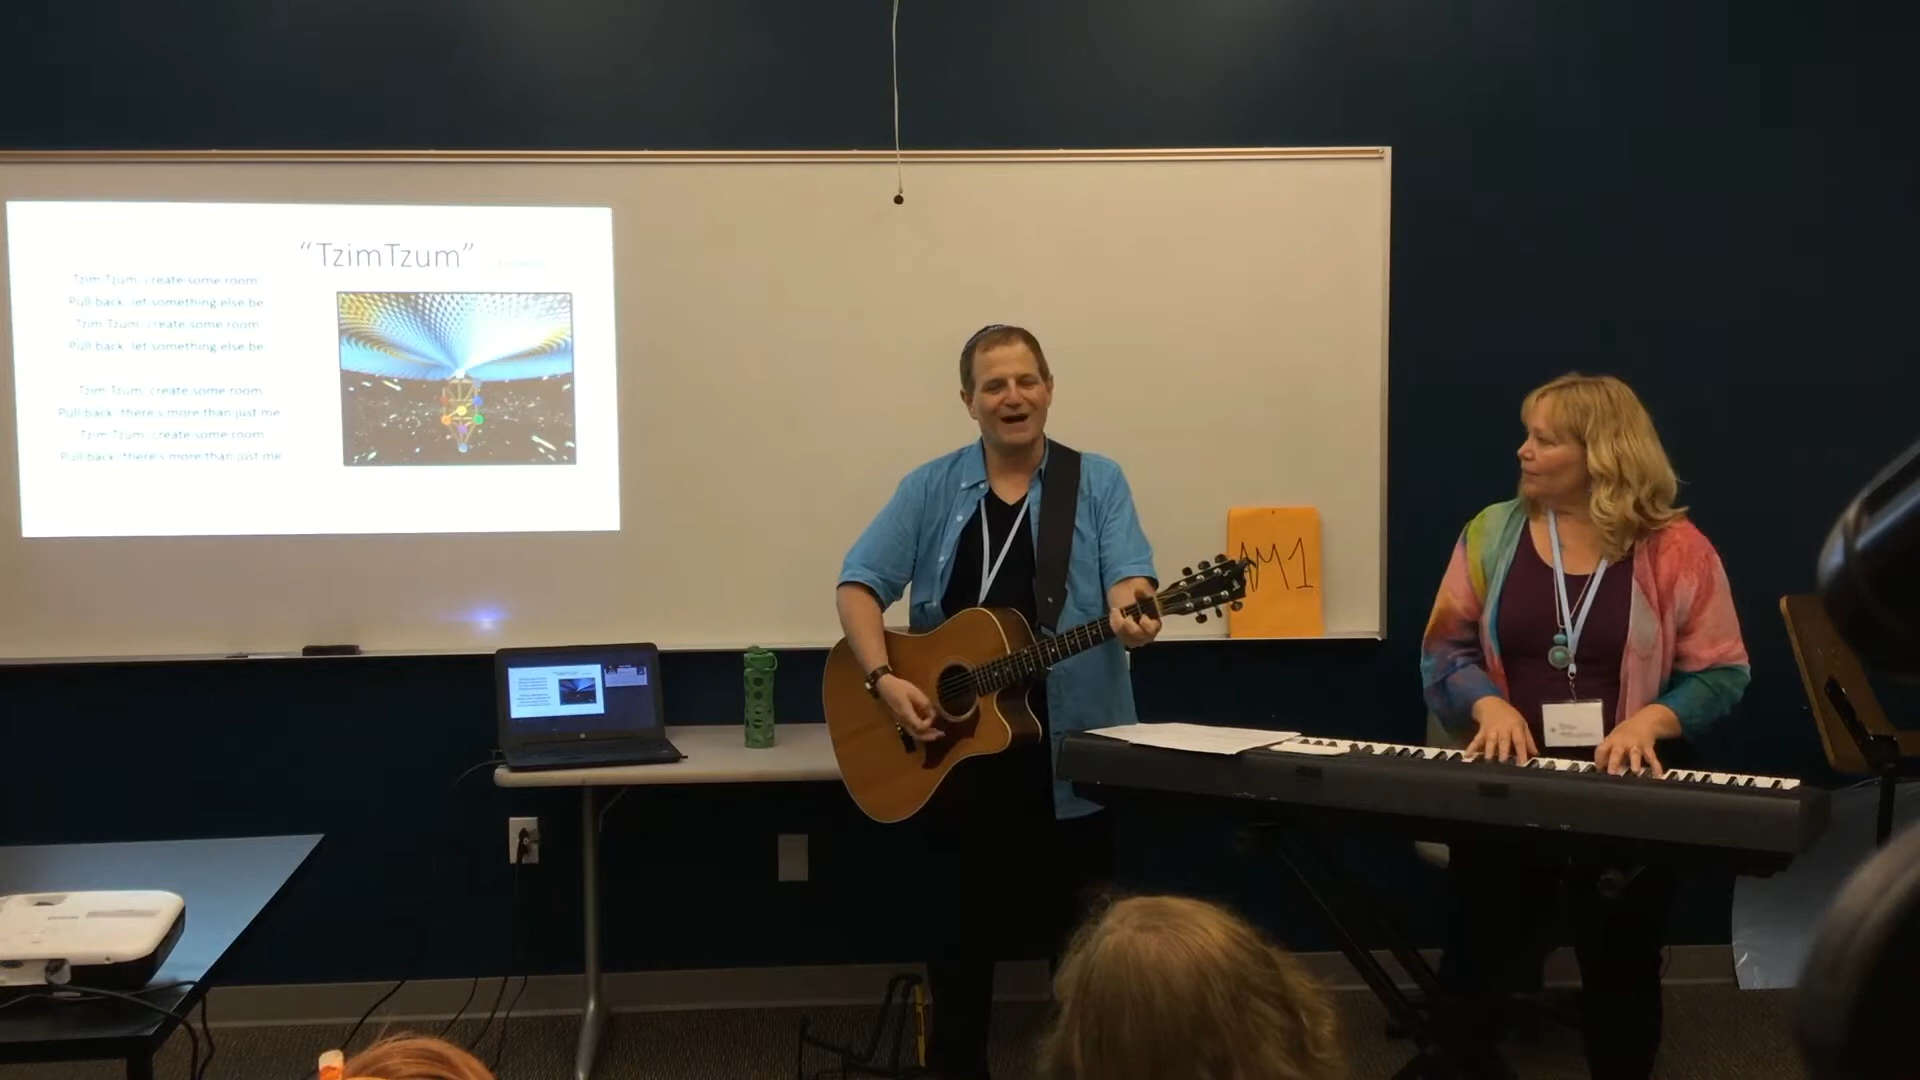 “TzimTzum”
Tzim Tzum: create some room
Pull back: let something else be
Tzim Tzum: create some room
Pull back: let something else be
Tzim Tzum: create some room
Pull back: there's more than just me
Tzim Tzum: create some room
Pull back: there's more than just me
AM1